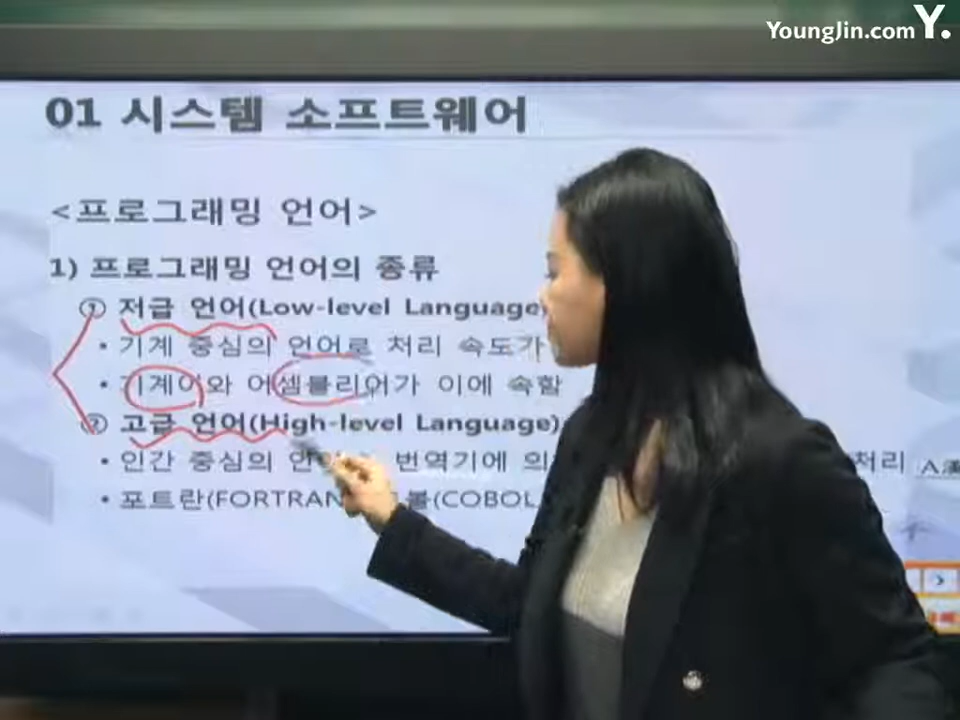 YoungJin.com Y.
01 시스템 소프트웨어
<프로그래밍 언어>
1) 프로그래밍 언어의 종류
① 저급 언어(Low-level Language
• 기계 중심의 언어로 처리 속도가
• 기계어와 어셈블리어가 이에 속할
② 고급 언어(High-level Language)
• 인간 중심의 번역기에 의 처리
• 포트란(FORTRAN 볼(COBOL